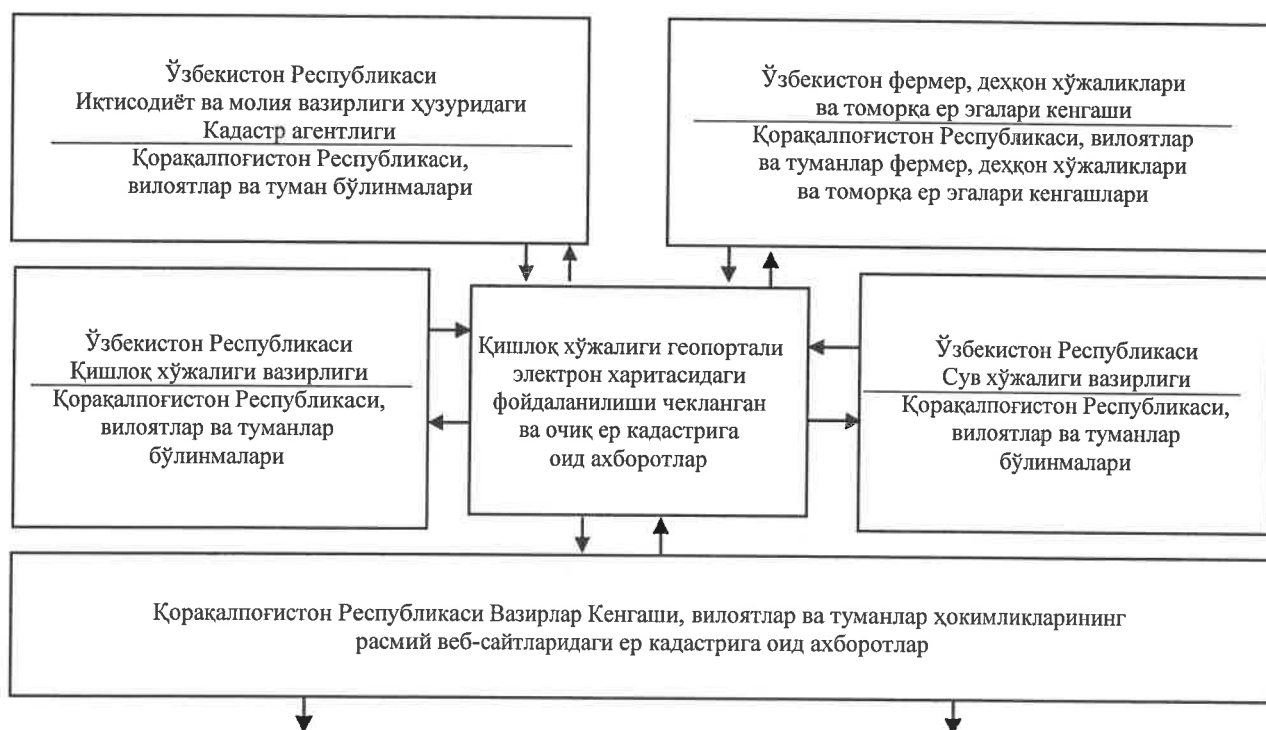 Ўзбекистон Республикаси
Иқтисодиёт ва молия вазирлиги ҳузуридаги
Кадастр агентлиги
Қорақалпоғистон Республикаси,
вилоятлар ва туман бўлинмалари
Ўзбекистон фермер, деҳқон хўжаликлари
ва томорқа ер эгалари кенгаши
Қорақалпоғистон Республикаси, вилоятлар
ва туманлар фермер, деҳқон хўжаликлари
ва томорқа ер эгалари кенгашлари
Ўзбекистон Республикаси
Қишлоқ хўжалиги вазирлиги
Қорақалпоғистон Республикаси,
вилоятлар ва туманлар
бўлинмалари
Қишлоқ хўжалиги геопортали
электрон харитасидаги
фойдаланилиши чекланган
ва очиқ ер кадастрига
оид ахборотлар
Ўзбекистон Республикаси
Сув хўжалиги вазирлиги
Қорақалпоғистон Республикаси,
вилоятлар ва туманлар
бўлинмалари
Қорақалпоғистон Республикаси Вазирлар Кенгаши, вилоятлар ва туманлар ҳокимликларининг
расмий веб-сайтларидаги ер кадастрига оид ахборотлар